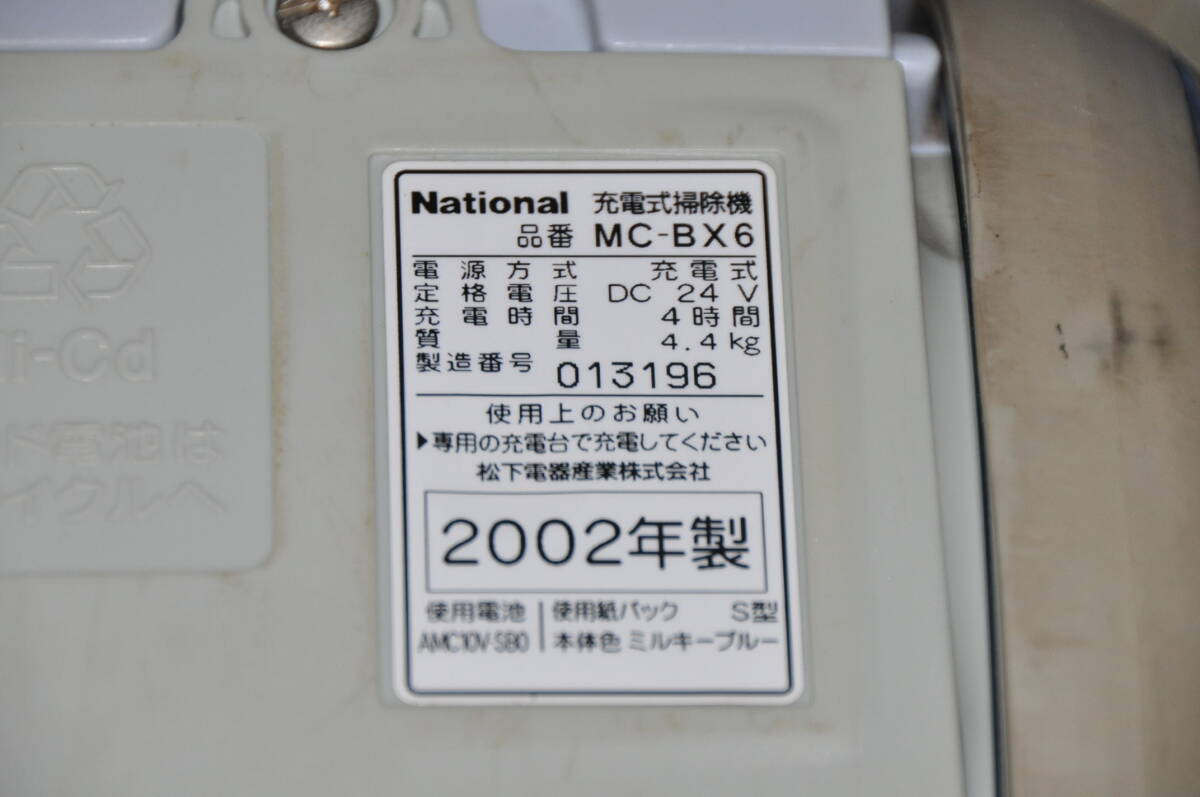 National 充電式掃除機
品番 MC-BX6
電源方式 充電式
定格電圧 DC 24 V
充電時間 4時間
質量 4.4kg
製造番号 013196
使用上のお願い
▶専用の充電台で充電してください
松下電器産業株式会社
2002年製
使用電池 使用紙パック S型
AMC10V-S80 本体色 ミルキーブルー
i-Cd
ド電池は
イクルへ